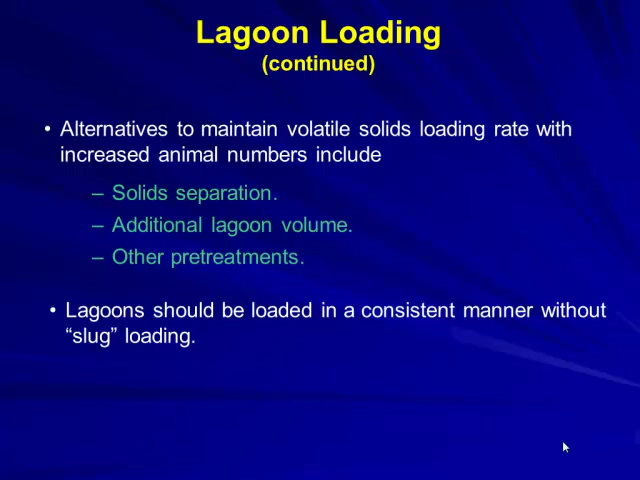 Lagoon Loading
(continued)
• Alternatives to maintain volatile solids loading rate with
increased animal numbers include
– Solids separation.
– Additional lagoon volume.
– Other pretreatments.
• Lagoons should be loaded in a consistent manner without
“slug” loading.